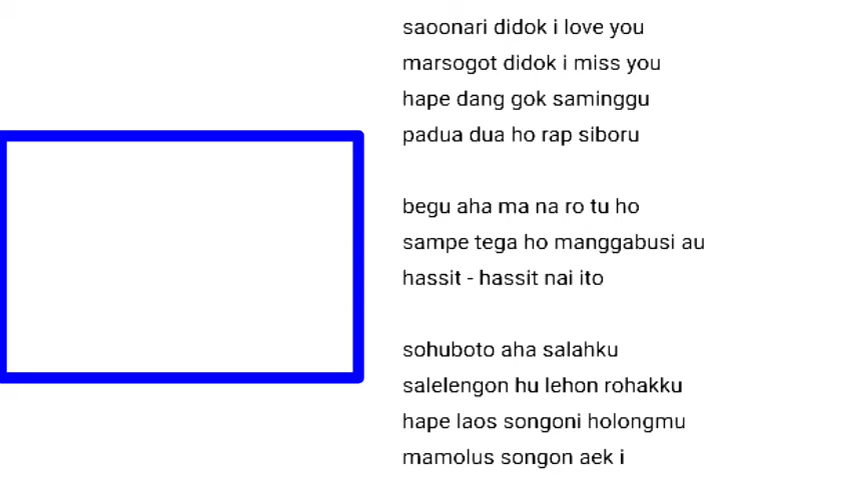 saoonari didok i love you
marsogot didok i miss you
hape dang gok saminggu
padua dua ho rap siboru
begu aha ma na ro tu ho
sampe tega ho manggabusi au
hassit - hassit nai ito
sohuboto aha salahku
salelengon hu lehon rohakku
hape laos songoni holongmu
mamolus songon aek i